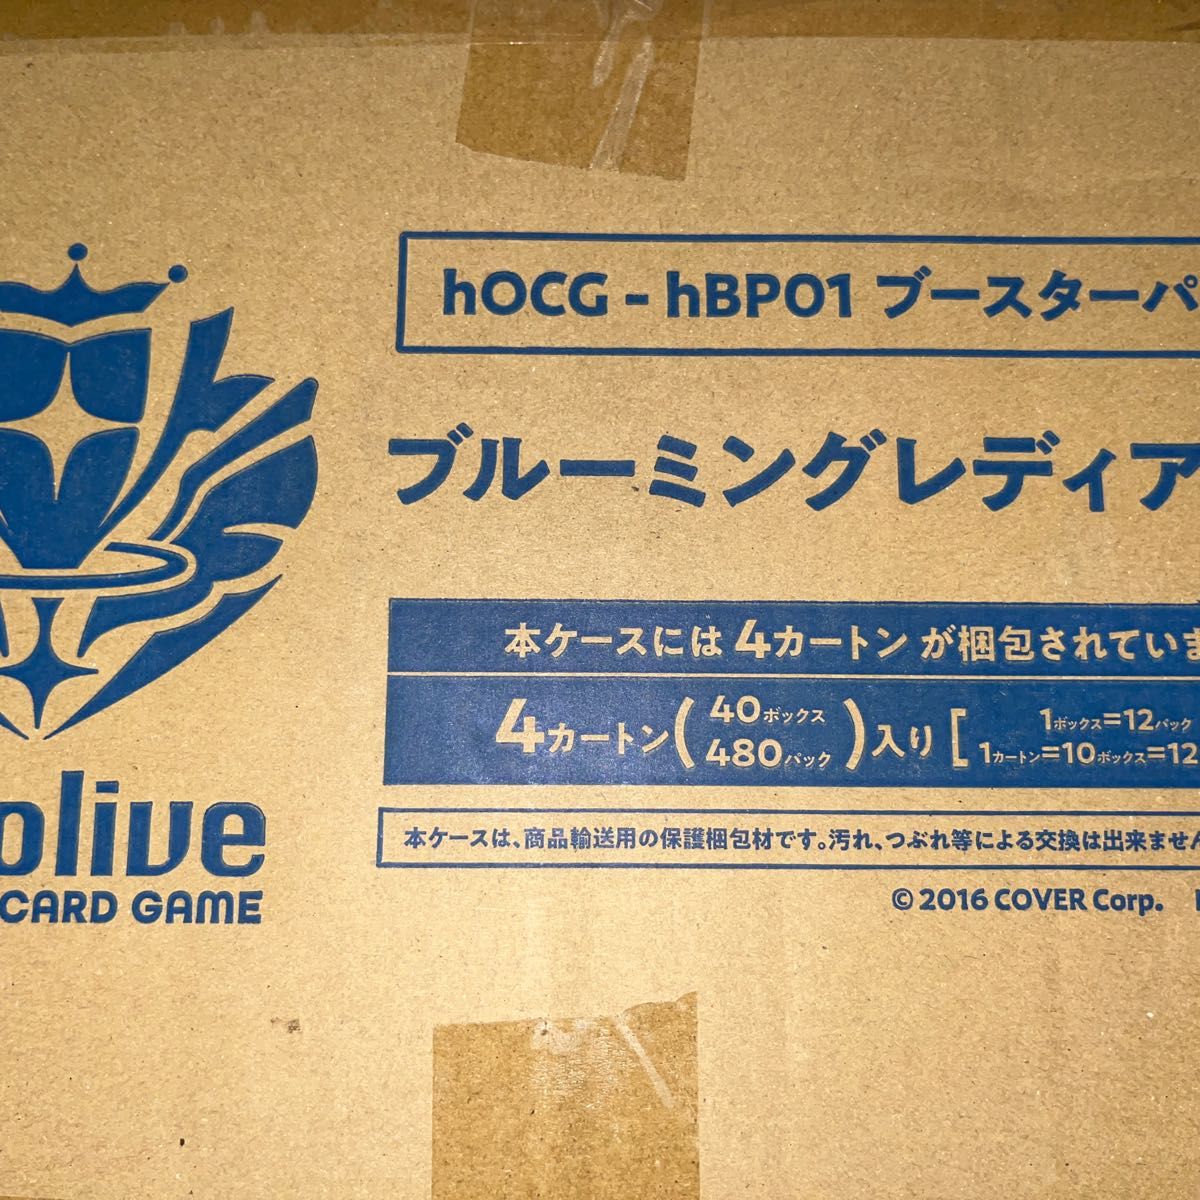 hOCG - hBP01 ブースターパ
ブルーミングレディア
本ケースには 4カートン が梱包されていま
4カートン(40ボックス 480パック)入り[1ボックス=12パック
1カートン=10ボックス=12
本ケースは、商品輸送用の保護梱包材です。汚れ、つぶれ等による交換は出来ません
olive
CARD GAME
© 2016 COVER Corp.